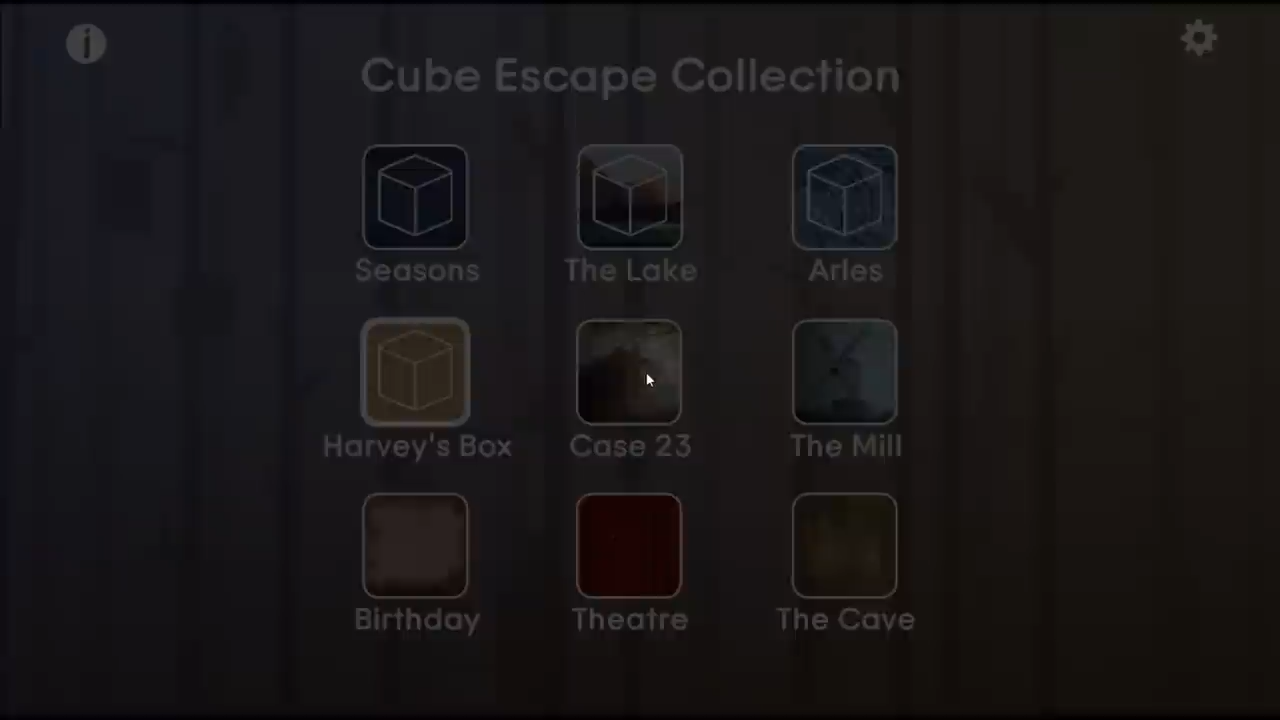 i
Cube Escape Collection
Seasons
The Lake
Arles
Harvey's Box
Case 23
The Mill
Birthday
Theatre
The Cave